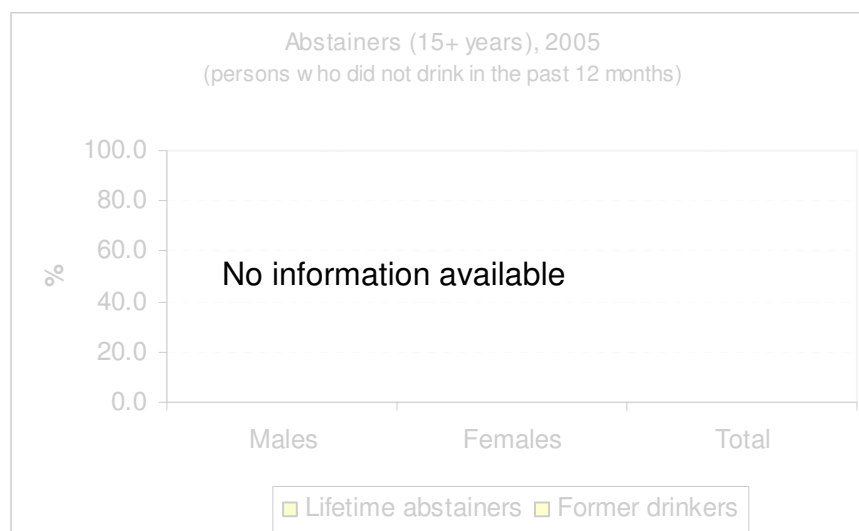 Abstainers (15+ years), 2005
(persons who did not drink in the past 12 months)
100.0
80.0
60.0
40.0
20.0
0.0
%
No information available
Males Females Total
Lifetime abstainers Former drinkers